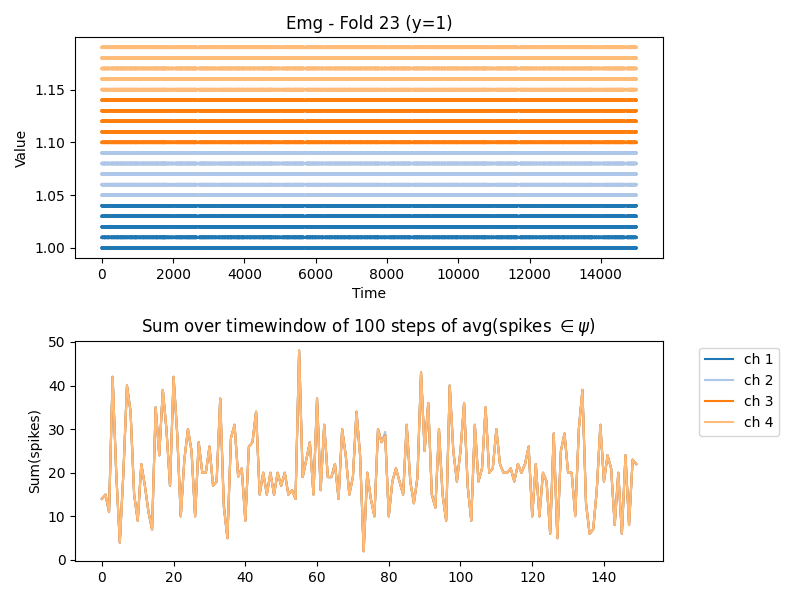 Emg - Fold 23 (y=1)
Value
1.15
1.10
1.05
1.00
0 2000 4000 6000 8000 10000 12000 14000
Time
Sum over timewindow of 100 steps of avg(spikes ∈ ψ)
Sum(spikes)
50
40
30
20
10
0
0 20 40 60 80 100 120 140
ch 1
ch 2
ch 3
ch 4